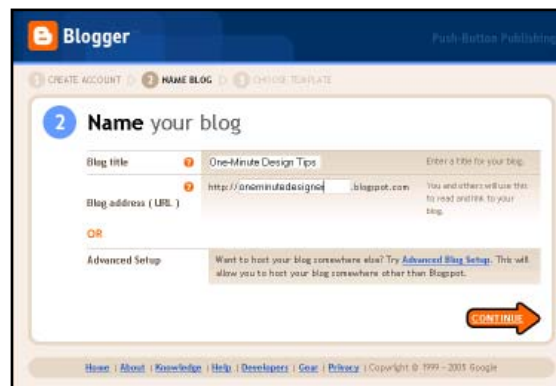 Blogger
Push-Button Publishing
1 CREATE ACCOUNT 2 NAME BLOG 3 CHOOSE TEMPLATE
2 Name your blog
Blog title ? One-Minute Design Tips Enter a title for your blog.
Blog address ( URL ) ? http://oneminutedesigner .blogspot.com You and others will use this
to read and link to your
blog.
OR
Advanced Setup Want to host your blog somewhere else? Try Advanced Blog Setup. This will
allow you to host your blog somewhere other than Blogspot.
CONTINUE
Home | About | Knowledge | Help | Developers | Gear | Privacy | Copyright © 1999 - 2005 Google